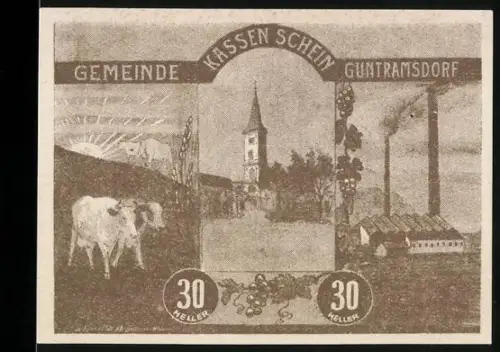 KASSEN SCHEIN
GEMEINDE GUNTRAMSDORF
30 30
HELLER HELLER